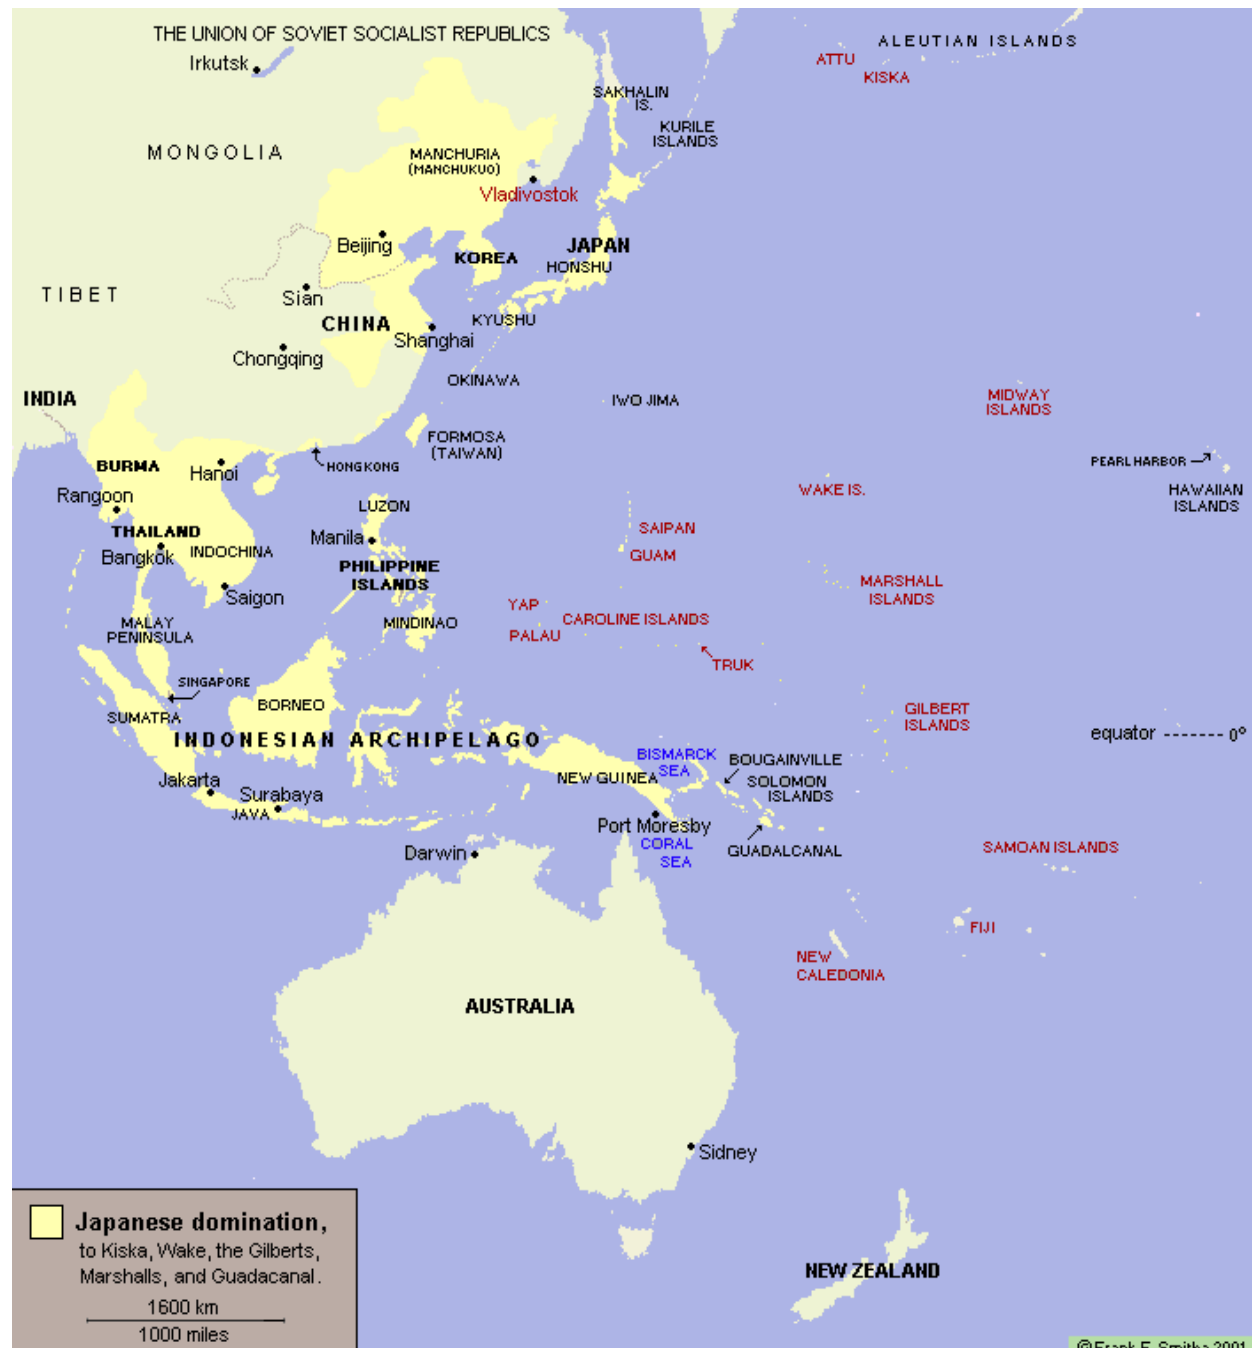 THE UNION OF SOVIET SOCIALIST REPUBLICS
ALEUTIAN ISLANDS
Irkutsk
ATTU
KISKA
SAKHALIN
IS.
KURILE
ISLANDS
MONGOLIA
MANCHURIA
(MANCHUKUO)
Vladivostok
Beijing
KOREA
JAPAN
HONSHU
TIBET
Sian
CHINA
KYUSHU
Shanghai
Chongqing
OKINAWA
INDIA
IWO JIMA
MIDWAY
ISLANDS
FORMOSA
(TAIWAN)
BURMA
Hanoi
HONG KONG
PEARL HARBOR
HAWAIIAN
ISLANDS
Rangoon
LUZON
WAKE IS.
THAILAND
Bangkok
INDOCHINA
Manila
SAIPAN
GUAM
PHILIPPINE
ISLANDS
MARSHALL
ISLANDS
Saigon
YAP
CAROLINE ISLANDS
MALAY
PENINSULA
MINDINAO
PALAU
TRUK
SINGAPORE
SUMATRA
BORNEO
GILBERT
ISLANDS
INDONESIAN ARCHIPELAGO
equator ------- 0°
BISMARCK
SEA
BOUGAINVILLE
NEW GUINEA
SOLOMON
ISLANDS
Jakarta
Surabaya
JAVA
Port Moresby
CORAL
SEA
GUADALCANAL
SAMOAN ISLANDS
Darwin
FIJI
NEW
CALEDONIA
AUSTRALIA
Sidney
NEW ZEALAND
Japanese domination,
to Kiska, Wake, the Gilberts,
Marshalls, and Guadacanal.
1600 km
1000 miles
© Frank E. Smitha 2001